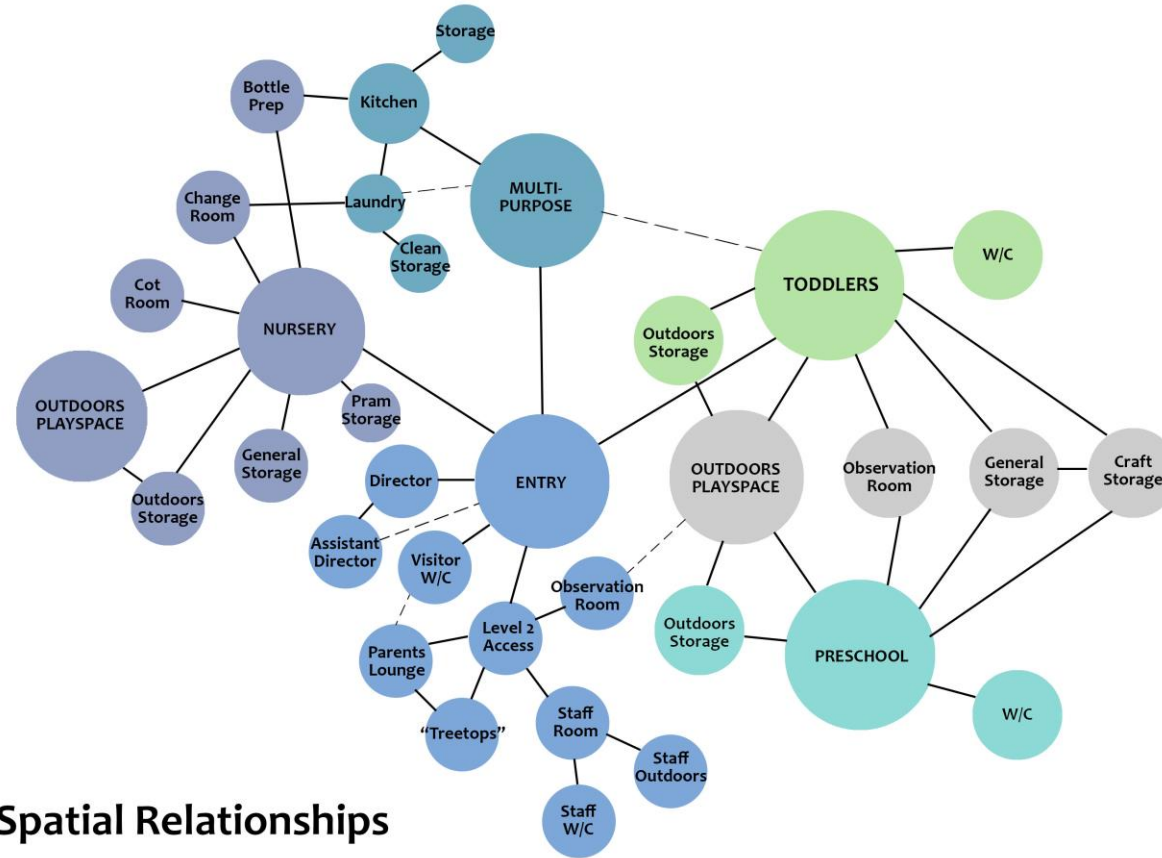 Storage
Bottle
Prep
Kitchen
MULTI-
PURPOSE
Change
Room
Laundry
Clean
Storage
Cot
Room
NURSERY
TODDLERS
W/C
Outdoors
Storage
OUTDOORS
PLAYSPACE
Pram
Storage
General
Storage
Outdoors
Storage
Director
ENTRY
Assistant
Director
Visitor
W/C
OUTDOORS
PLAYSPACE
Observation
Room
General
Storage
Craft
Storage
Observation
Room
Level 2
Access
Parents
Lounge
Outdoors
Storage
PRESCHOOL
W/C
"Treetops"
Staff
Room
Staff
Outdoors
Staff
W/C
Spatial Relationships